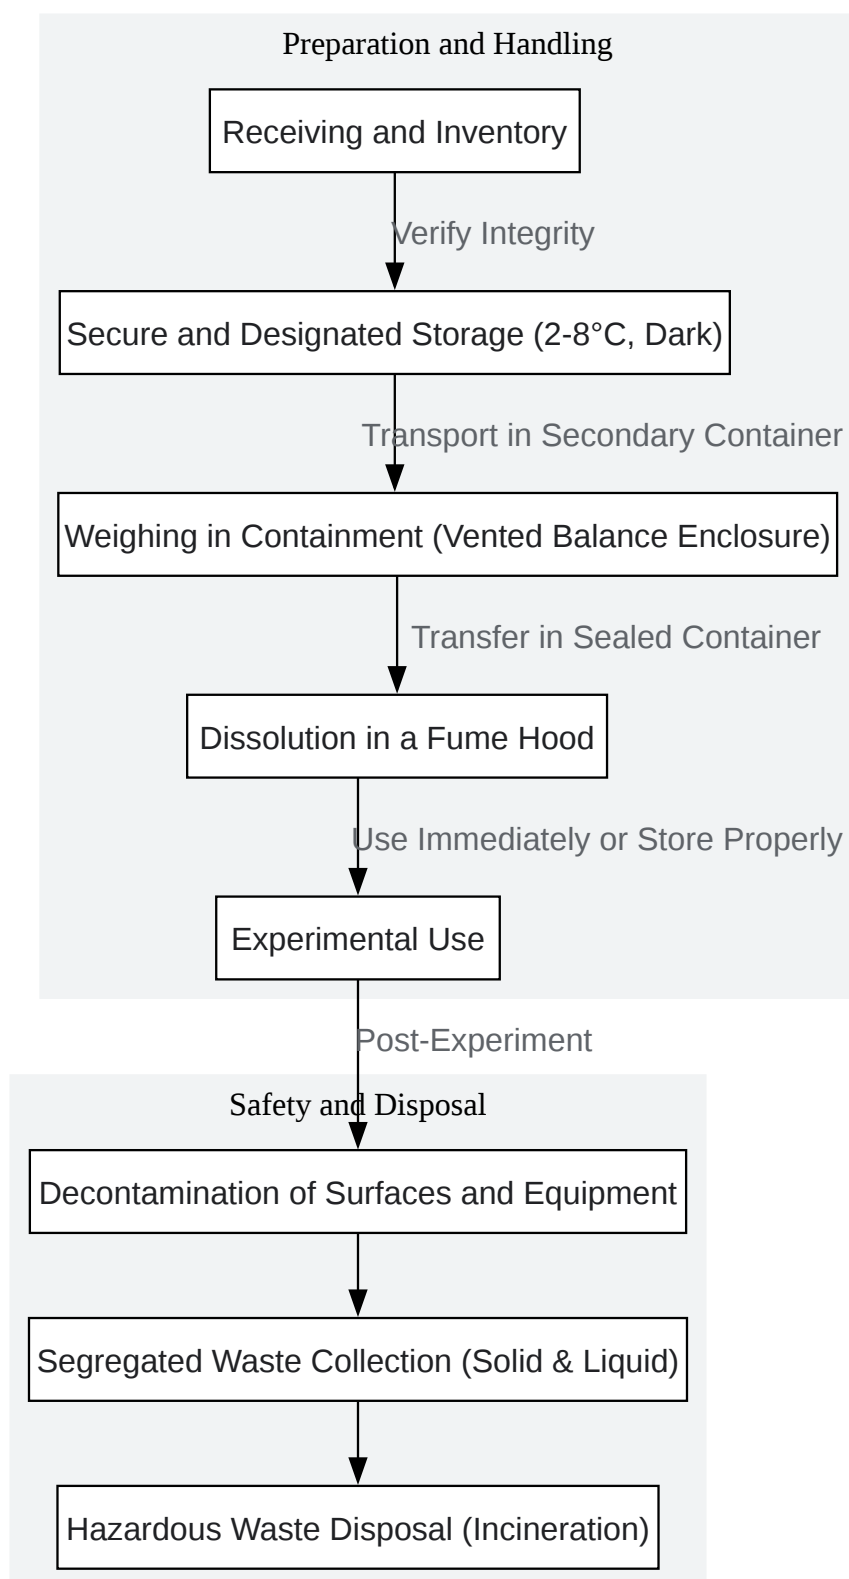 Preparation and Handling
Receiving and Inventory
Verify Integrity
Secure and Designated Storage (2-8°C, Dark)
Transport in Secondary Container
Weighing in Containment (Vented Balance Enclosure)
Transfer in Sealed Container
Dissolution in a Fume Hood
Use Immediately or Store Properly
Experimental Use
Post-Experiment
Safety and Disposal
Decontamination of Surfaces and Equipment
Segregated Waste Collection (Solid & Liquid)
Hazardous Waste Disposal (Incineration)